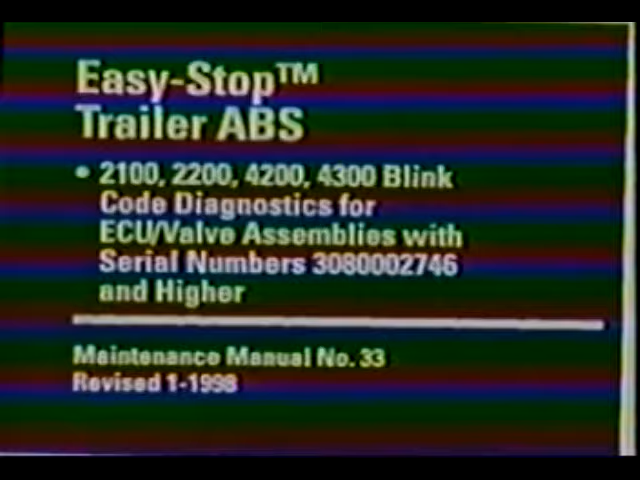 Easy-Stop™
Trailer ABS
• 2100, 2200, 4200, 4300 Blink
Code Diagnostics for
ECU/Valve Assemblies with
Serial Numbers 3080002746
and Higher
Maintenance Manual No. 33
Revised 1-1998